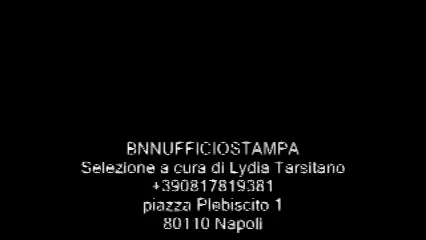 BNNUFFICIOSTAMPA
Selezione a cura di Lydia Tarsitano
+390817819381
piazza Plebiscito 1
80110 Napoli